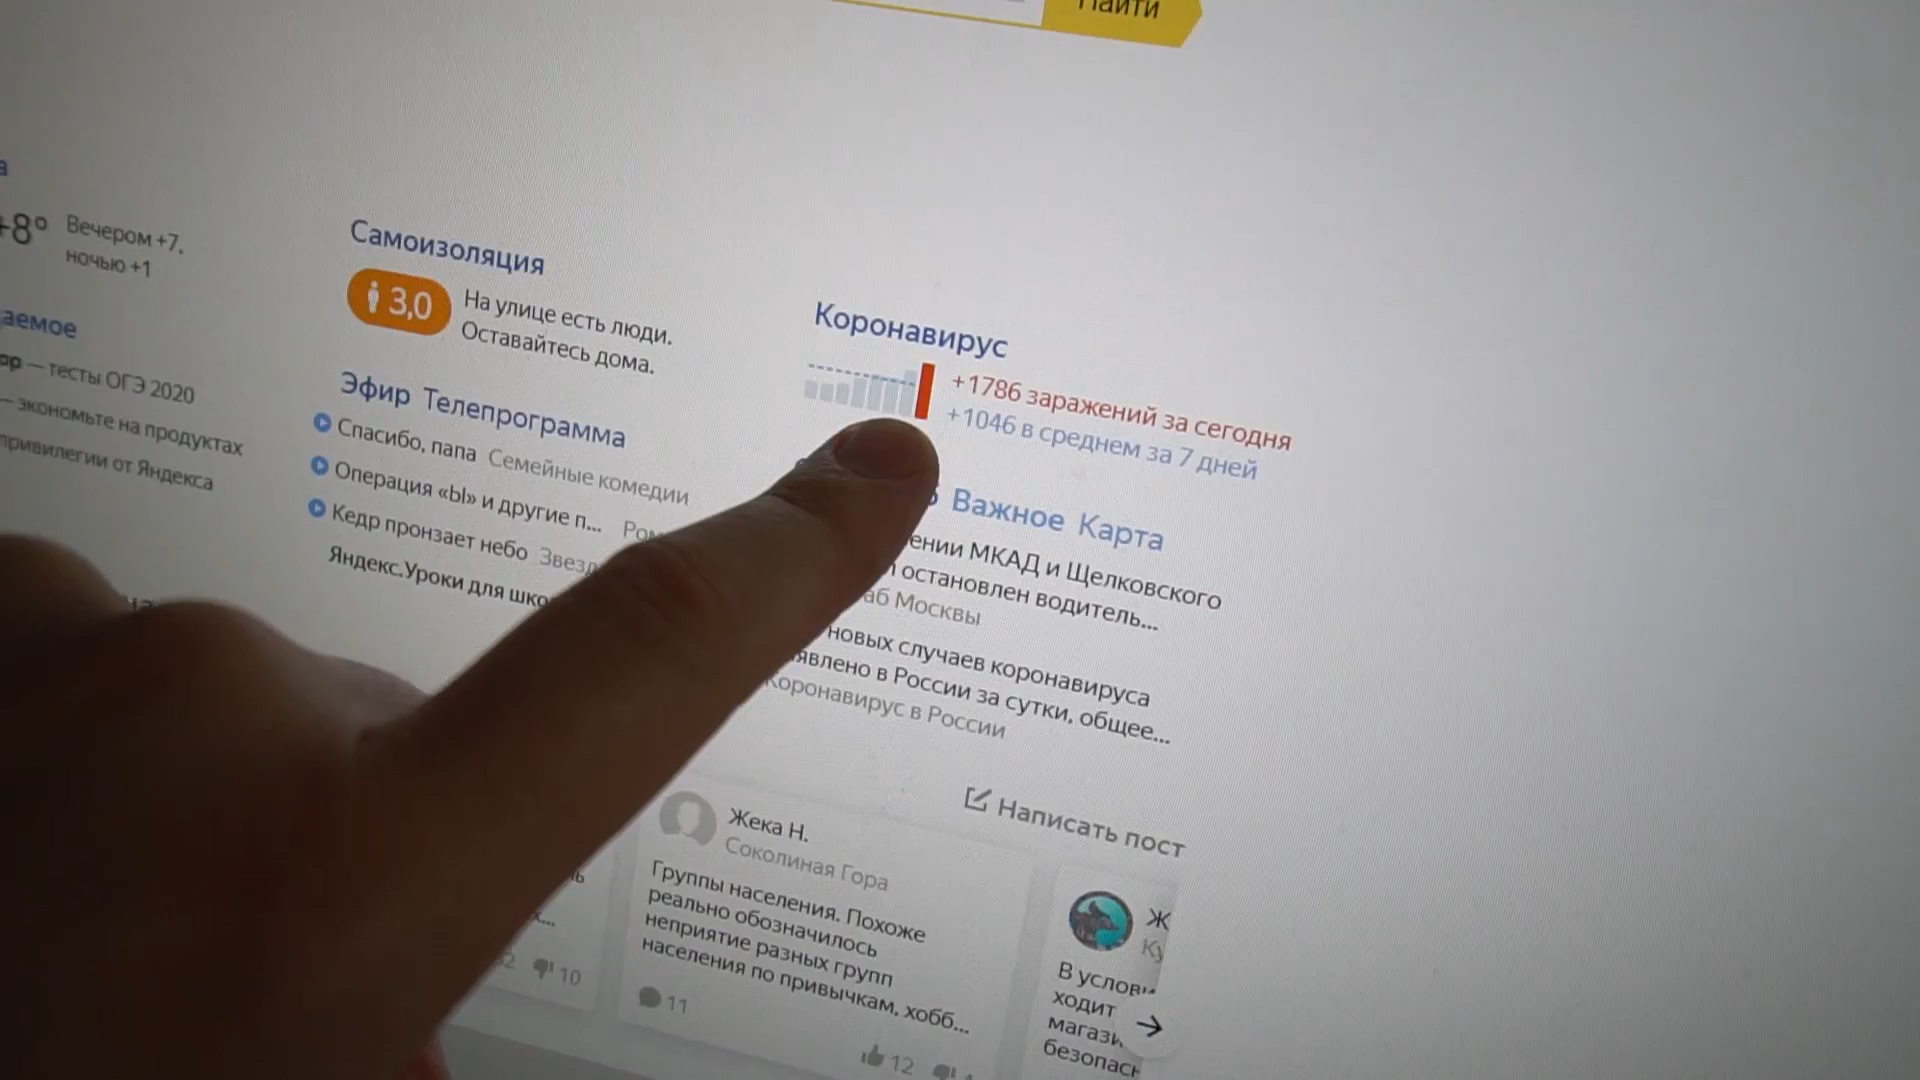 Найти
+8° Вечером +7,
ночью +1
Самоизоляция
3,0 На улице есть люди.
Оставайтесь дома.
Коронавирус
+1786 заражений за сегодня
+1046 в среднем за 7 дней
— тесты ОГЭ 2020
— экономьте на продуктах
привилегии от Яндекса
Эфир Телепрограмма
Спасибо, папа Семейные комедии
Операция «Ы» и другие п...
Кедр пронзает небо
Яндекс.Уроки для
Важное Карта
МКАД и Щелковского
остановлен водитель...
Москвы
новых случаев коронавируса
в России за сутки, общее...
Коронавирус в России
Написать пост
10
Жека Н.
Соколиная Гора
Группы населения. Похоже
реально обозначилось
неприятие разных групп
населения по привычкам, хобб...
11
12
В
ходит